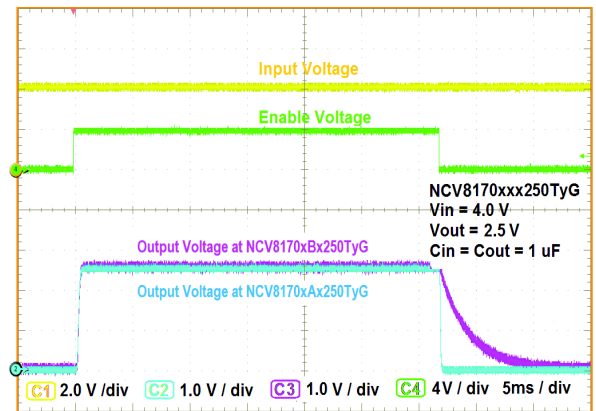 Input Voltage
Enable Voltage
4
NCV8170xxx250TyG
Vin = 4.0 V
Vout = 2.5 V
Cin = Cout = 1 uF
Output Voltage at NCV8170xBx250TyG
Output Voltage at NCV8170xAx250TyG
2
C1 2.0 V /div C2 1.0 V / div C3 1.0 V / div C4 4V / div 5ms / div